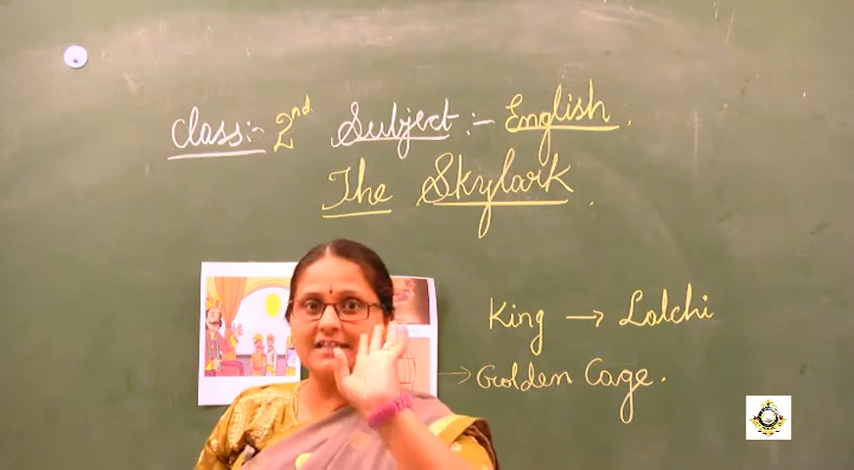 Class:- 2nd Subject:- English.
The Skylark.
King → Lalchi
→ Golden Cage.